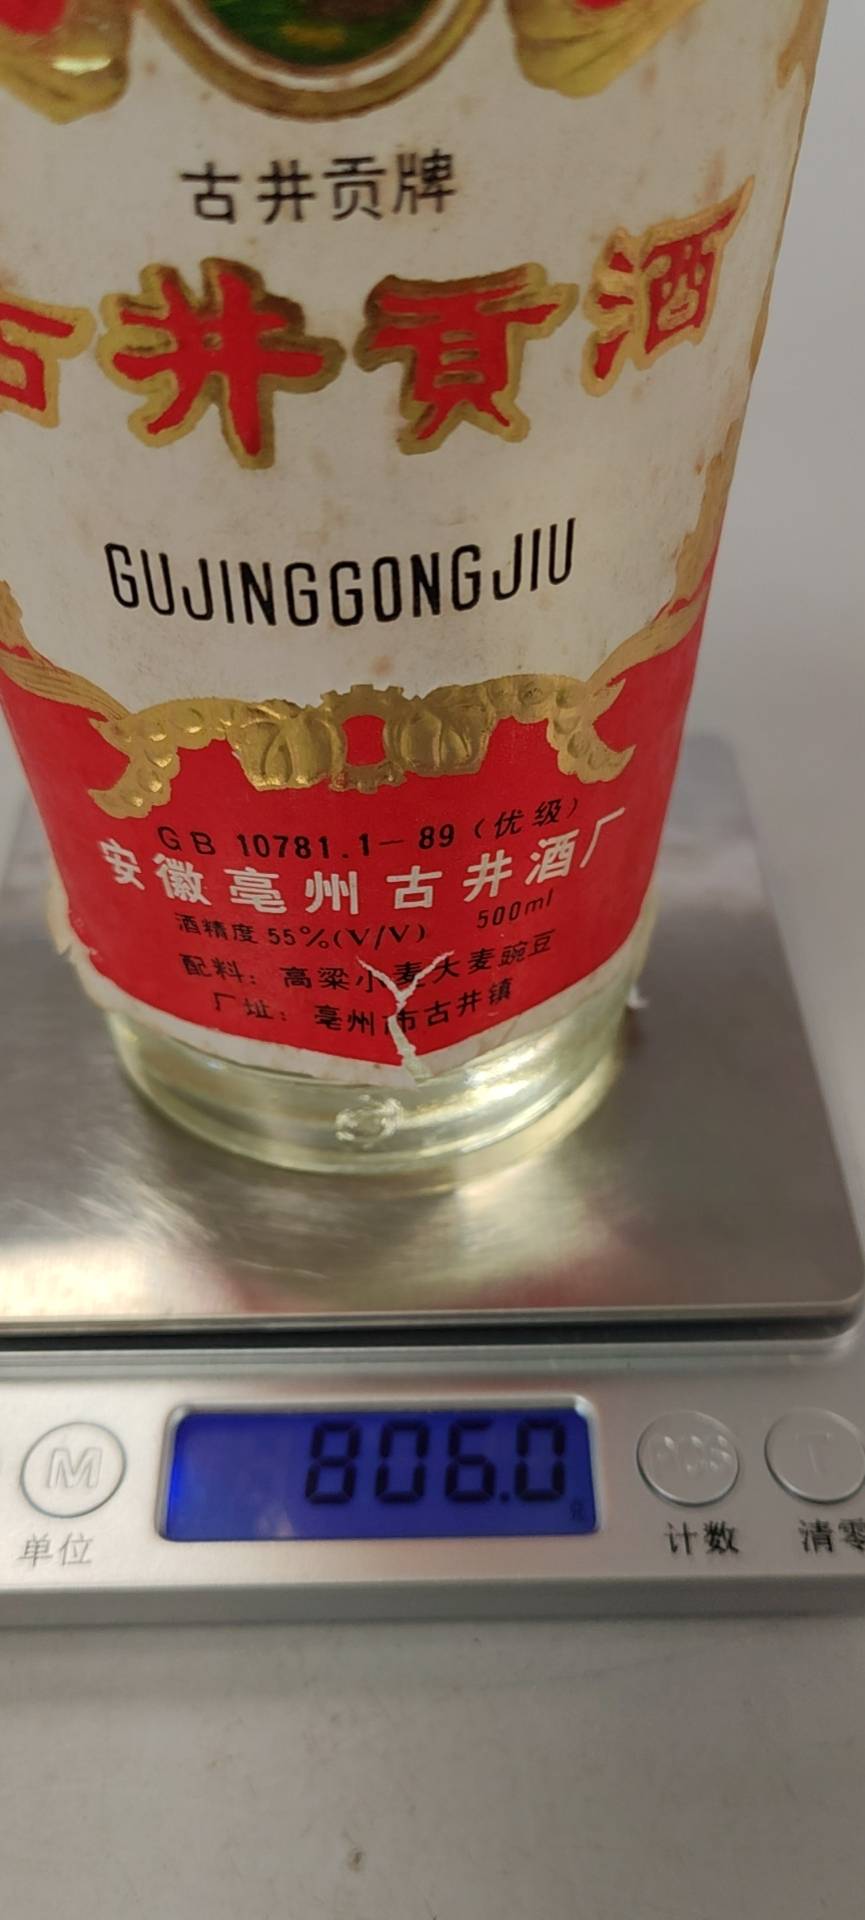 古井贡牌
古井贡酒
GUJINGGONGJIU
GB 10781.1-89(优级)
安徽亳州古井酒厂
酒精度 55%(V/V) 500ml
配料: 高粱小麦大麦豌豆
厂址: 亳州市古井镇
806.0
M
单位
PCS
计数
T
清零